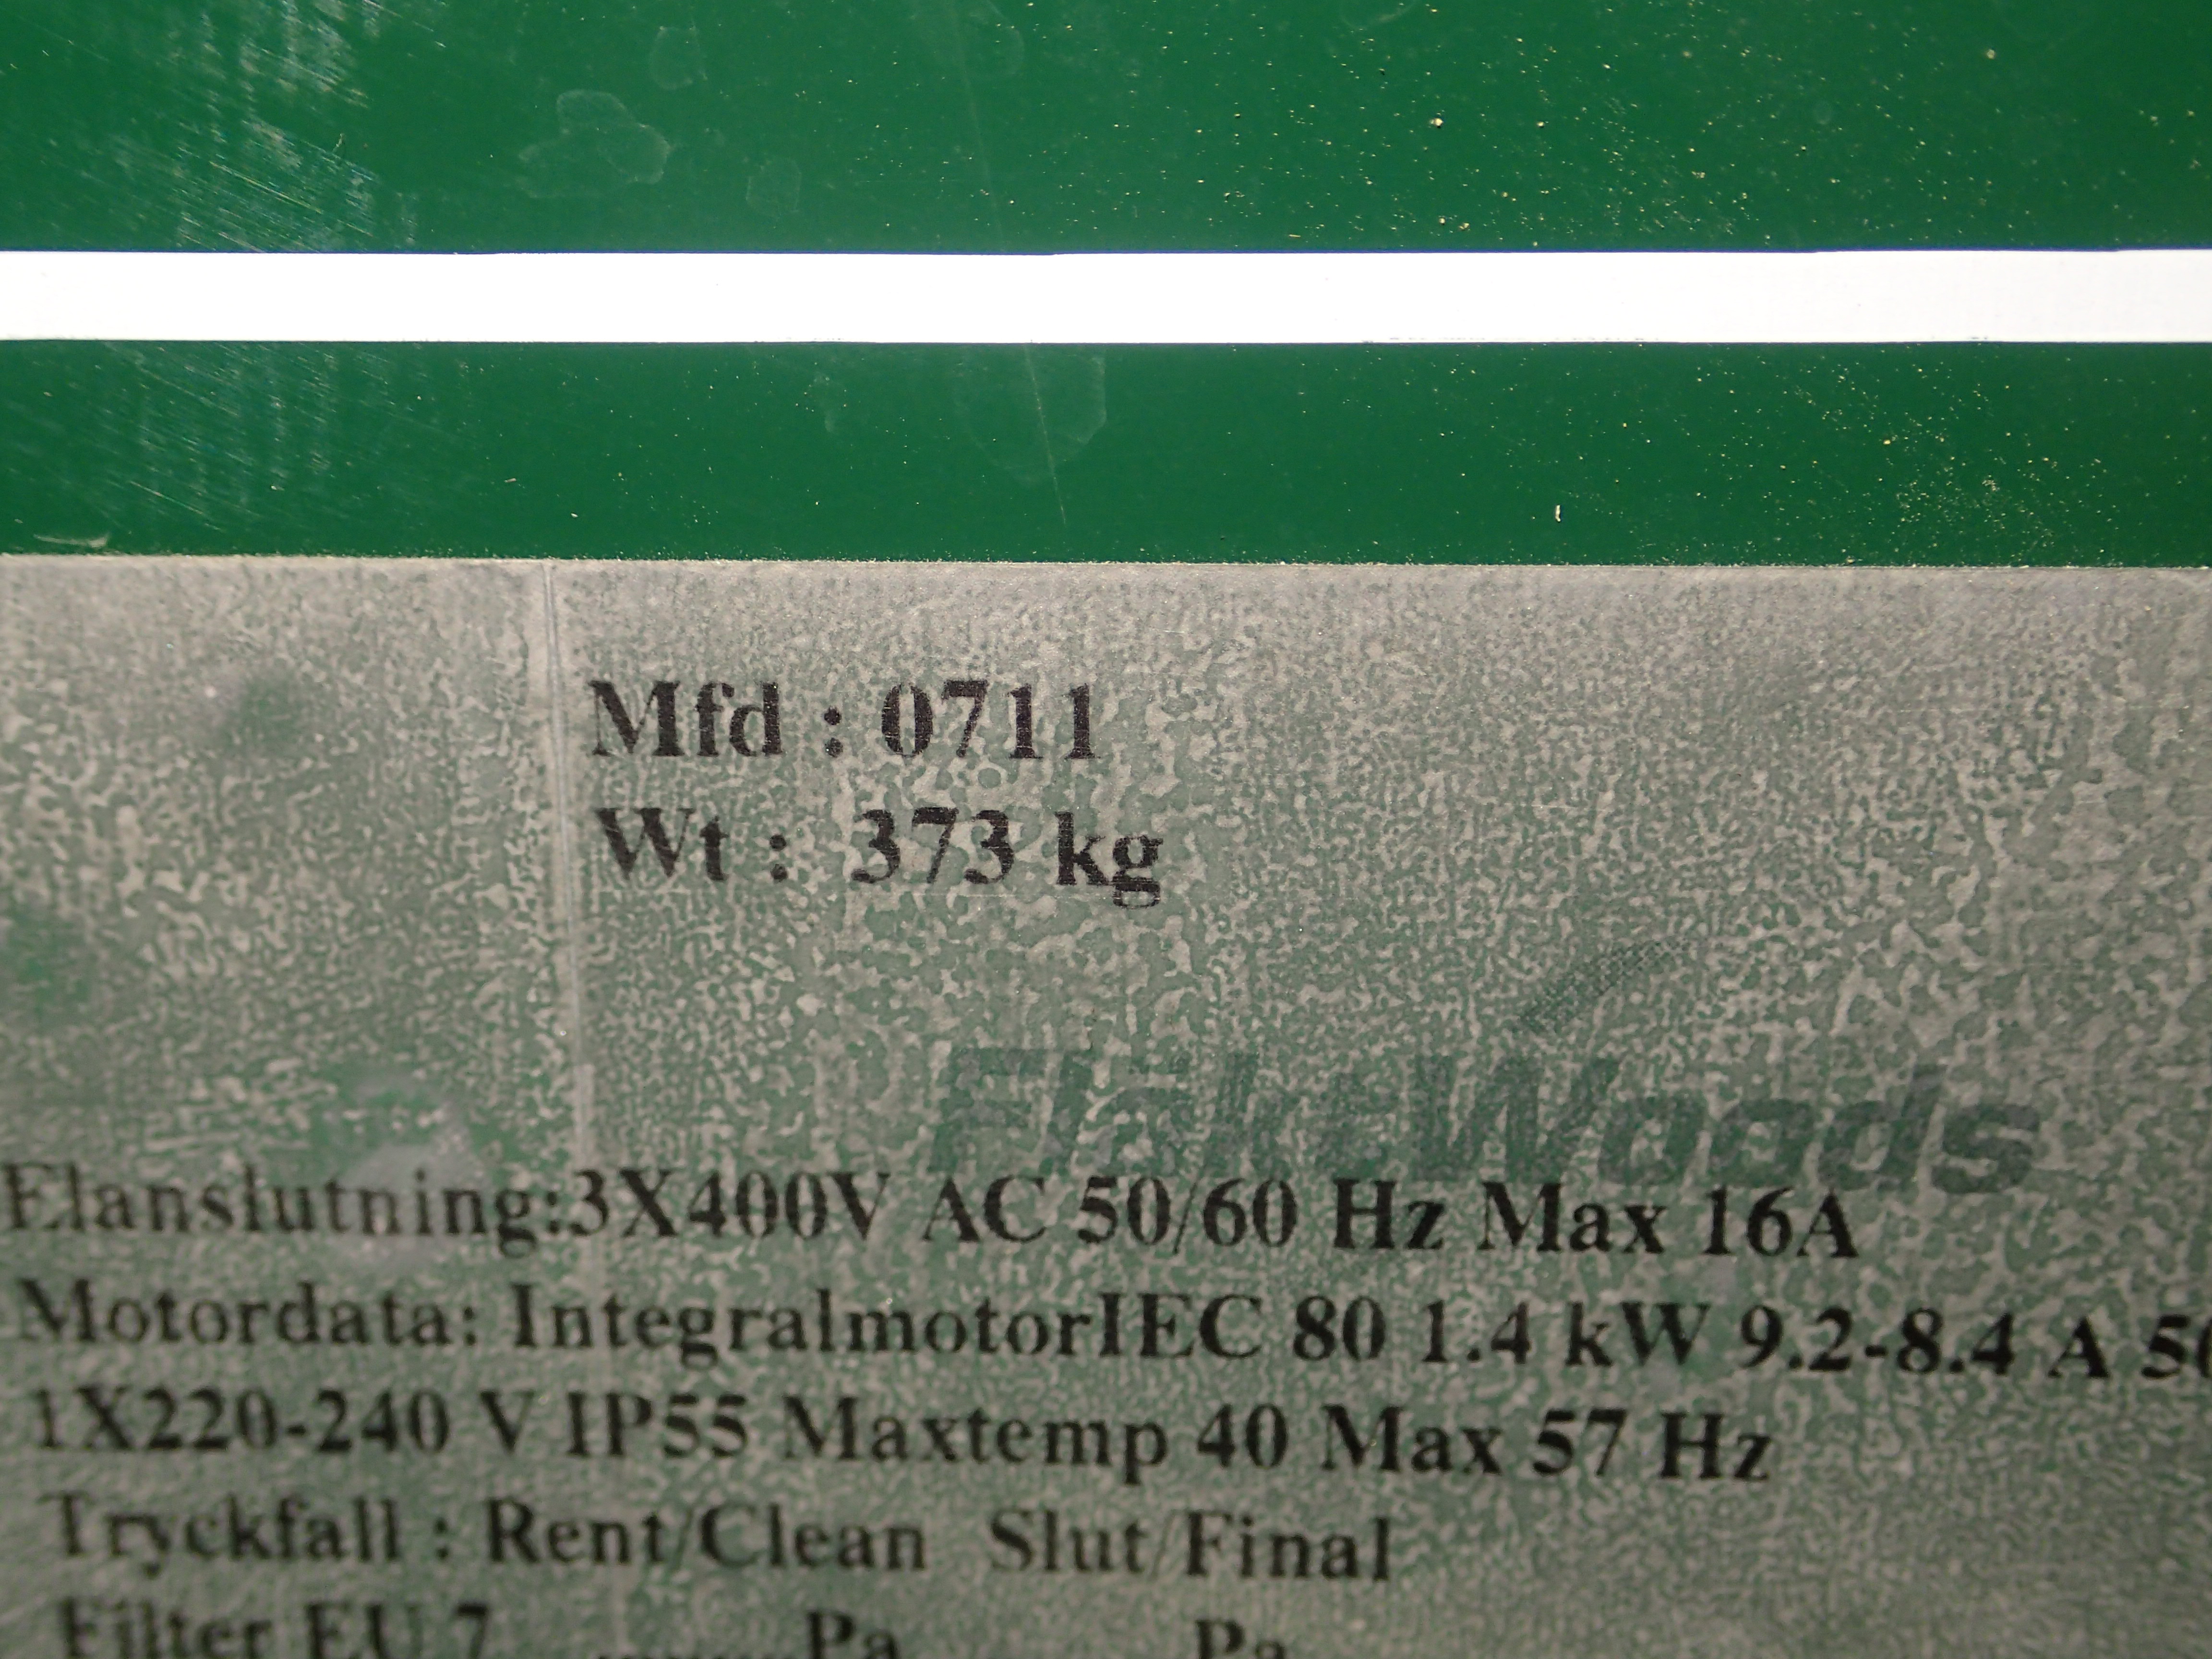 Mfd : 0711
Wt : 373 kg
FläktWoods
Elanslutning:3X400V AC 50/60 Hz Max 16A
Motordata: IntegralmotorIEC 80 1.4 kW 9.2-8.4 A
1X220-240 V IP55 Maxtemp 40 Max 57 Hz
Tryckfall : Rent/Clean Slut/Final
Filter EU 7 Pa Pa